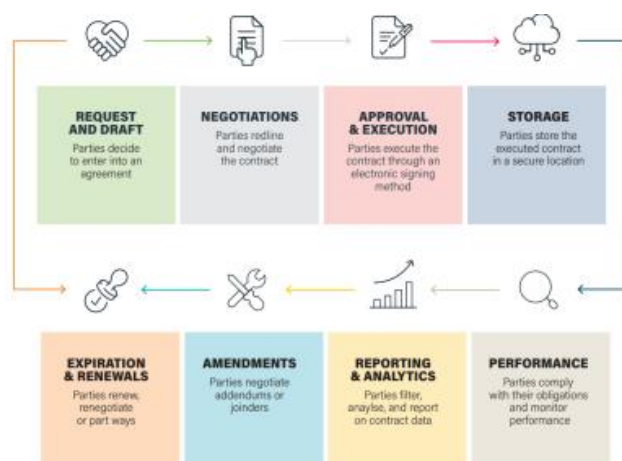 REQUEST
AND DRAFT
Parties decide
to enter into an
agreement
NEGOTIATIONS
Parties redline
and negotiate
the contract
APPROVAL
& EXECUTION
Parties execute the
contract through an
electronic signing
method
STORAGE
Parties store the
executed contract
in a secure location
EXPIRATION
& RENEWALS
Parties renew,
renegotiate
or part ways
AMENDMENTS
Parties negotiate
addendums or
joinders
REPORTING
& ANALYTICS
Parties filter,
anaylse, and report
on contract data
PERFORMANCE
Parties comply
with their obligations
and monitor
performance